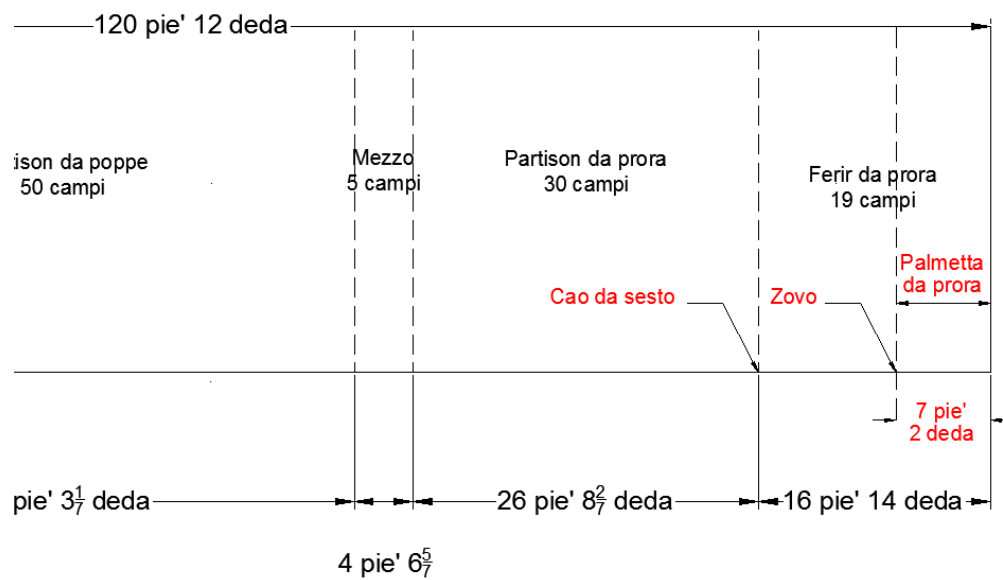 120 pie' 12 deda
ison da poppe
50 campi
Mezzo
5 campi
Partison da prora
30 campi
Ferir da prora
19 campi
Palmetta
da prora
Cao da sesto
Zovo
7 pie'
2 deda
pie' 3 1/7 deda
26 pie' 8 2/7 deda
16 pie' 14 deda
4 pie' 6 5/7